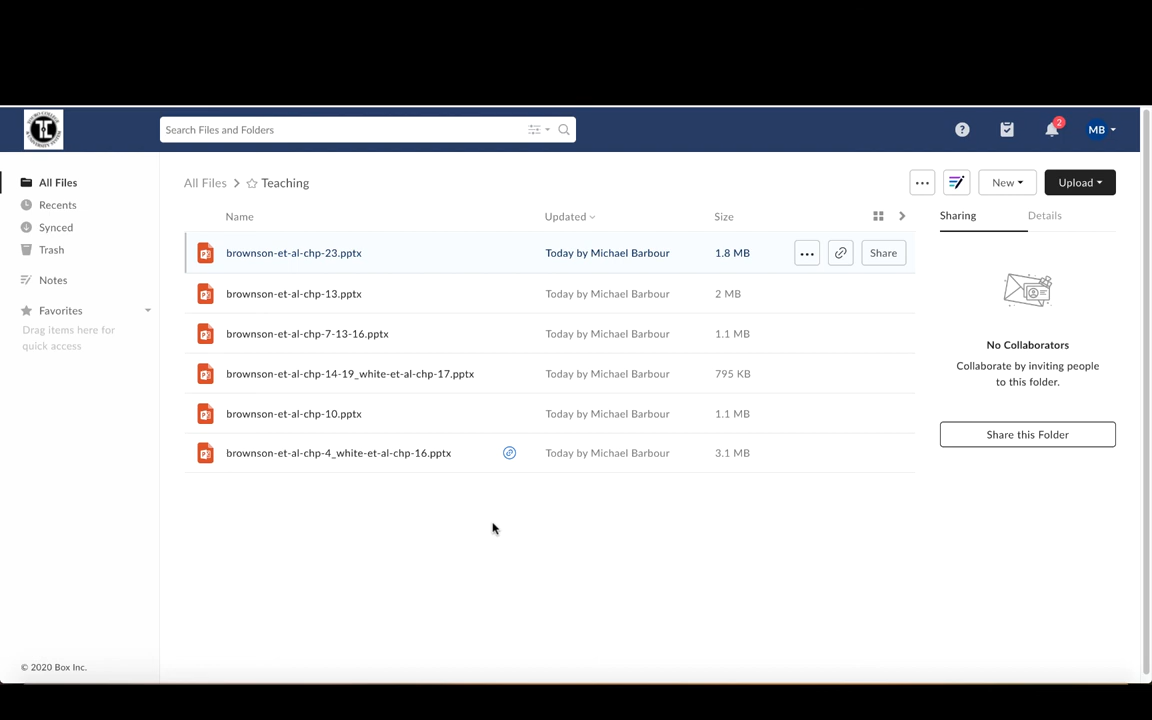 Search Files and Folders
2
MB
All Files
Recents
Synced
Trash
Notes
Favorites
Drag items here for
quick access
© 2020 Box Inc.
All Files
Teaching
New
Upload
Name
Updated
Size
brownson-et-al-chp-23.pptx
Today by Michael Barbour
1.8 MB
Share
brownson-et-al-chp-13.pptx
Today by Michael Barbour
2 MB
brownson-et-al-chp-7-13-16.pptx
Today by Michael Barbour
1.1 MB
brownson-et-al-chp-14-19_white-et-al-chp-17.pptx
Today by Michael Barbour
795 KB
brownson-et-al-chp-10.pptx
Today by Michael Barbour
1.1 MB
brownson-et-al-chp-4_white-et-al-chp-16.pptx
Today by Michael Barbour
3.1 MB
Sharing
Details
No Collaborators
Collaborate by inviting people
to this folder.
Share this Folder